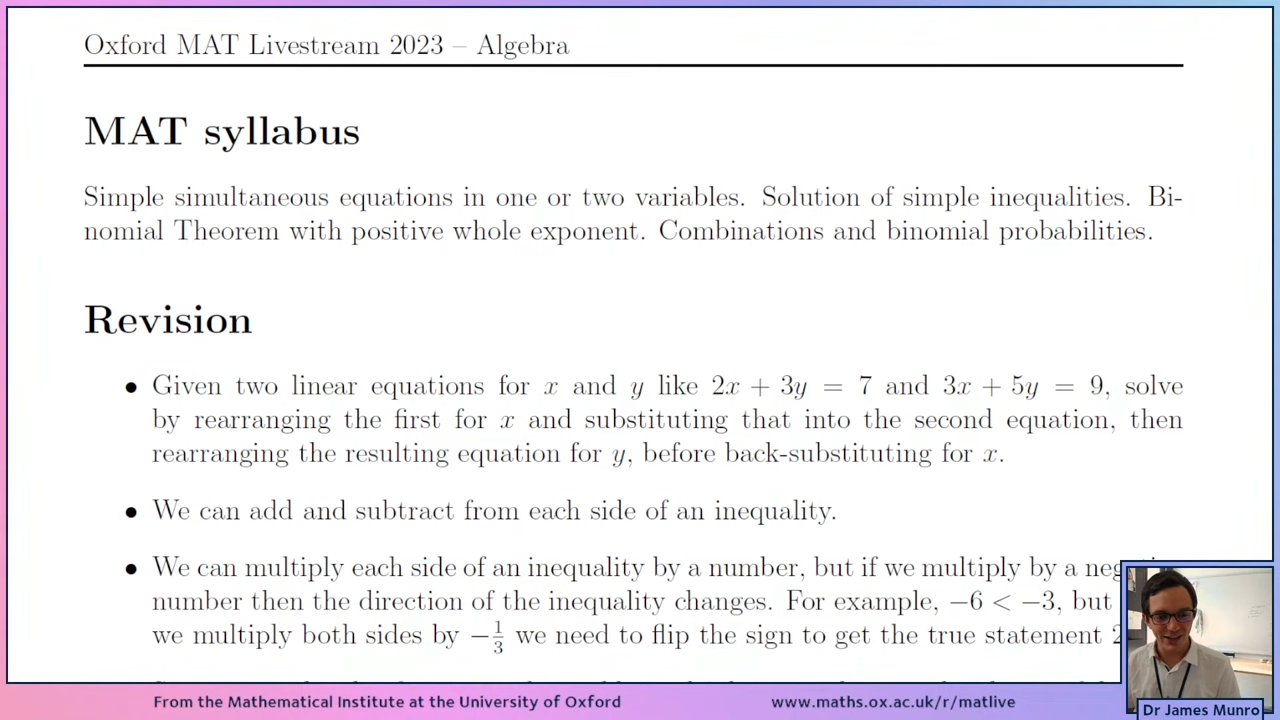 Oxford MAT Livestream 2023 – Algebra
MAT syllabus
Simple simultaneous equations in one or two variables. Solution of simple inequalities. Bi-
nomial Theorem with positive whole exponent. Combinations and binomial probabilities.
Revision
• Given two linear equations for x and y like 2x + 3y = 7 and 3x + 5y = 9, solve
by rearranging the first for x and substituting that into the second equation, then
rearranging the resulting equation for y, before back-substituting for x.
• We can add and subtract from each side of an inequality.
• We can multiply each side of an inequality by a number, but if we multiply by a
number then the direction of the inequality changes. For example, −6 < −3, but
we multiply both sides by −1/3 we need to flip the sign to get the true statement 2
From the Mathematical Institute at the University of Oxford
www.maths.ox.ac.uk/r/matlive
Dr James Munro